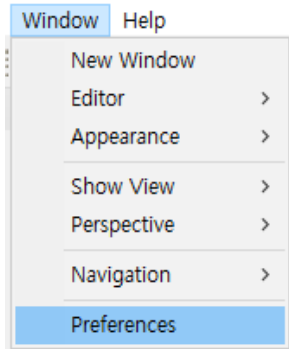 Window Help
New Window
Editor
Appearance
Show View
Perspective
Navigation
Preferences